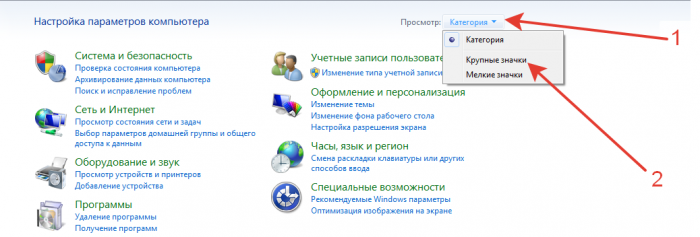 Настройка параметров компьютера
Просмотр: Категория
1
Категория
Крупные значки
Мелкие значки
2
Система и безопасность
Проверка состояния компьютера
Архивирование данных компьютера
Поиск и исправление проблем
Сеть и Интернет
Просмотр состояния сети и задач
Выбор параметров домашней группы и общего
доступа к данным
Оборудование и звук
Просмотр устройств и принтеров
Добавление устройства
Программы
Удаление программы
Получение программ
Учетные записи пользовате
Изменение типа учетной записи
Оформление и персонализация
Изменение темы
Изменение фона рабочего стола
Настройка разрешения экрана
Часы, язык и регион
Смена раскладки клавиатуры или других
способов ввода
Специальные возможности
Рекомендуемые Windows параметры
Оптимизация изображения на экране